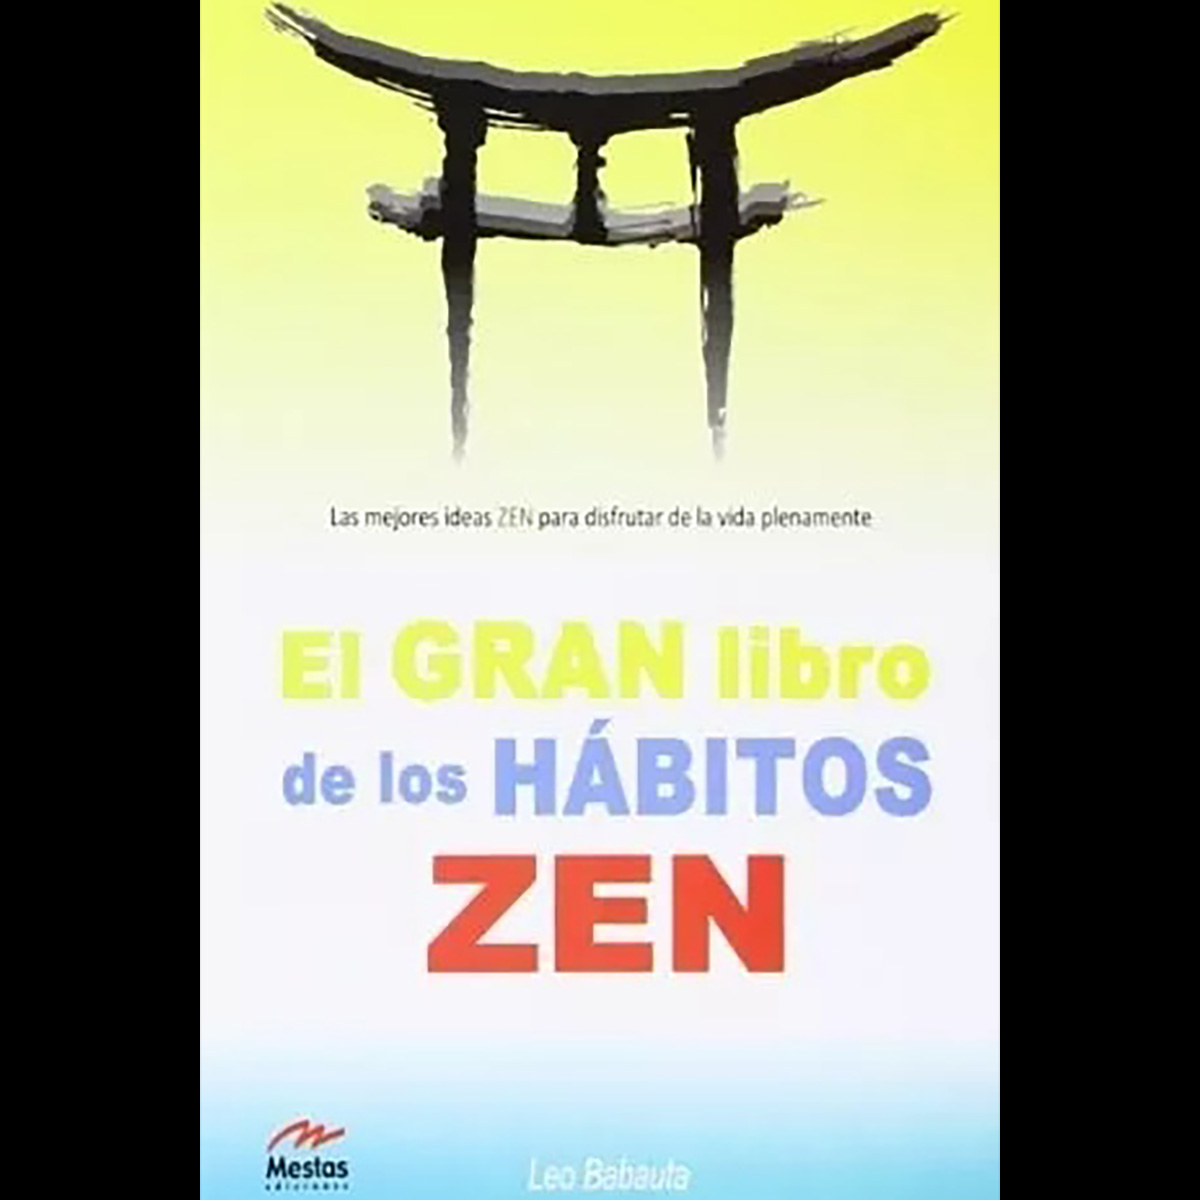 Las mejores ideas ZEN para disfrutar de la vida plenamente
El GRAN libro
de los HÁBITOS
ZEN
Mestas
ediciones
Leo Babauta